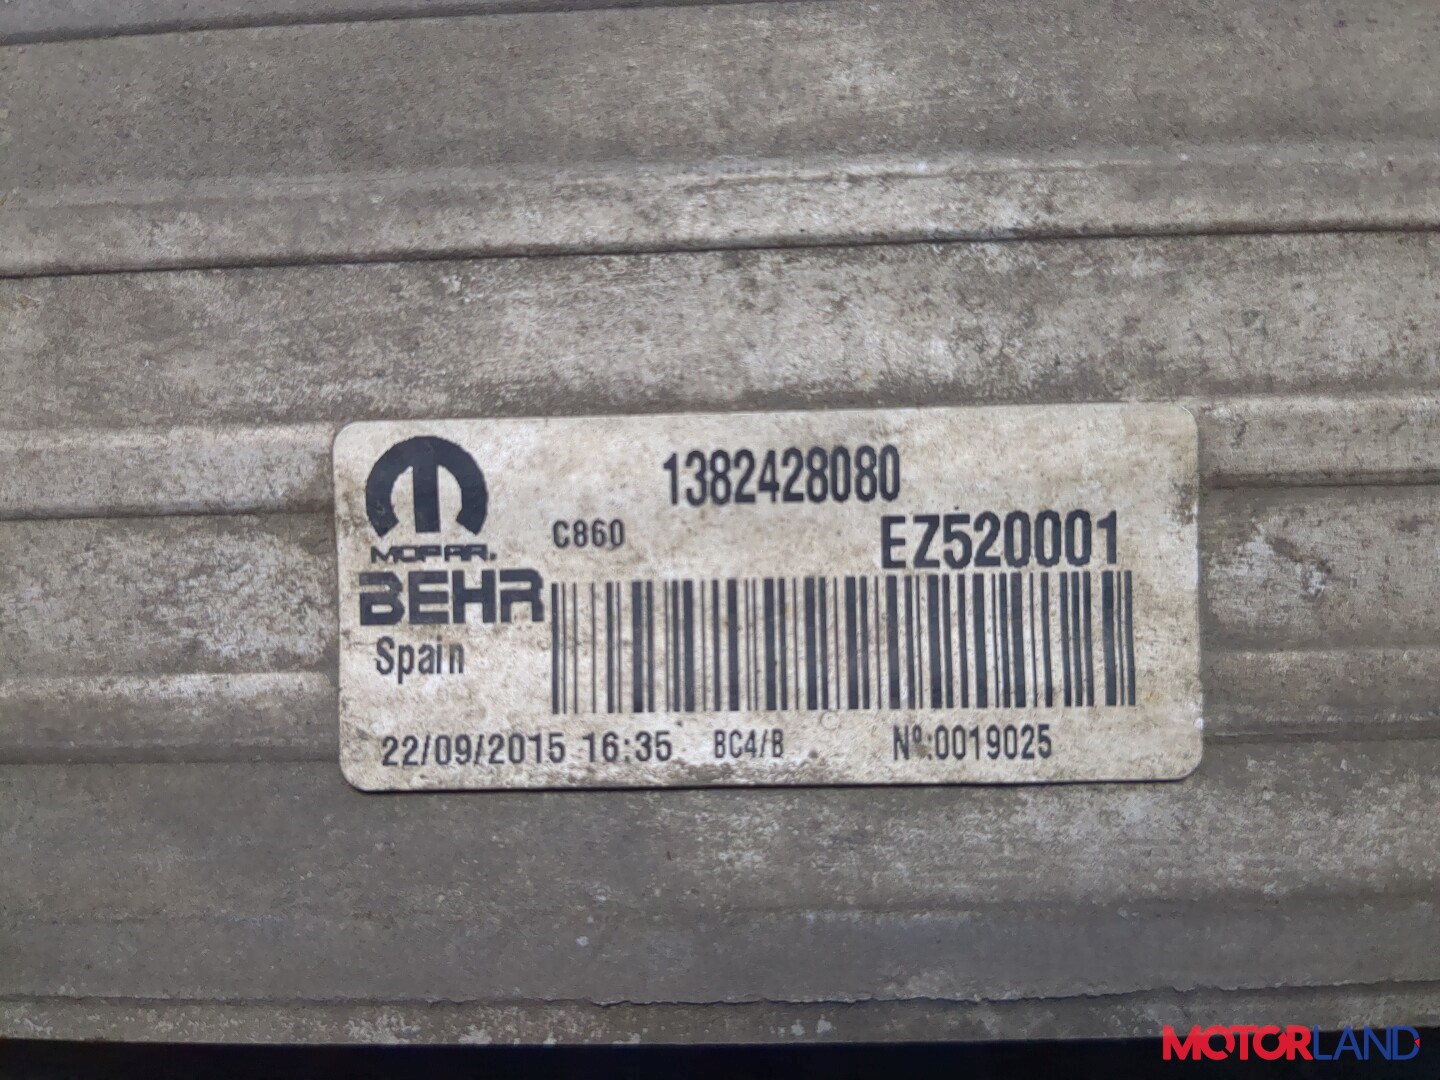 1382428080
C860
EZ520001
MOPAR.
BEHR
Spain
22/09/2015 16:35 BC4/B Nº:0019025
MOTORLAND